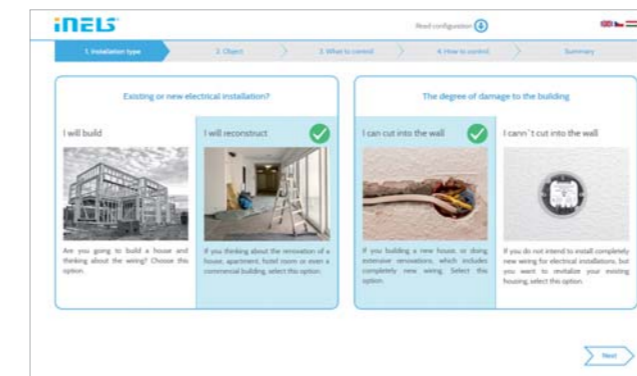 iNELS
Read configuration
1. Installation type
2. Object
3. What to control
4. How to control
Summary
Existing or new electrical installation?
The degree of damage to the building
I will build
I will reconstruct
I can cut into the wall
I cann`t cut into the wall
Are you going to build a house and
thinking about the wiring? Choose this
option.
If you thinking about the renovation of a
house, apartment, hotel room or even a
commercial building, select this option.
If you building a new house, or doing
extensive renovations, which includes
completely new wiring. Select this
option.
If you do not intend to install completely
new wiring for electrical installations, but
you want to revitalize your existing
housing, select this option.
Next